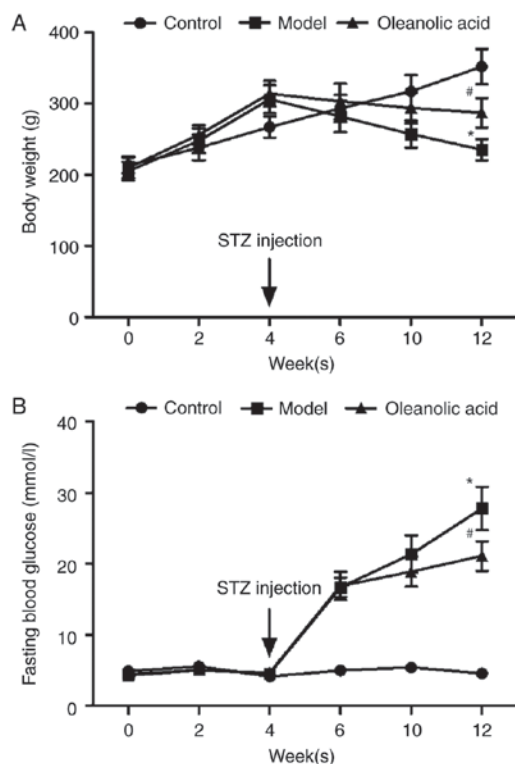 A
Control Model Oleanolic acid
400
300
200
100
0
Body weight (g)
#
*
STZ injection
0 2 4 6 10 12
Week(s)
B
Control Model Oleanolic acid
40
30
20
10
0
Fasting blood glucose (mmol/l)
*
#
STZ injection
0 2 4 6 10 12
Week(s)